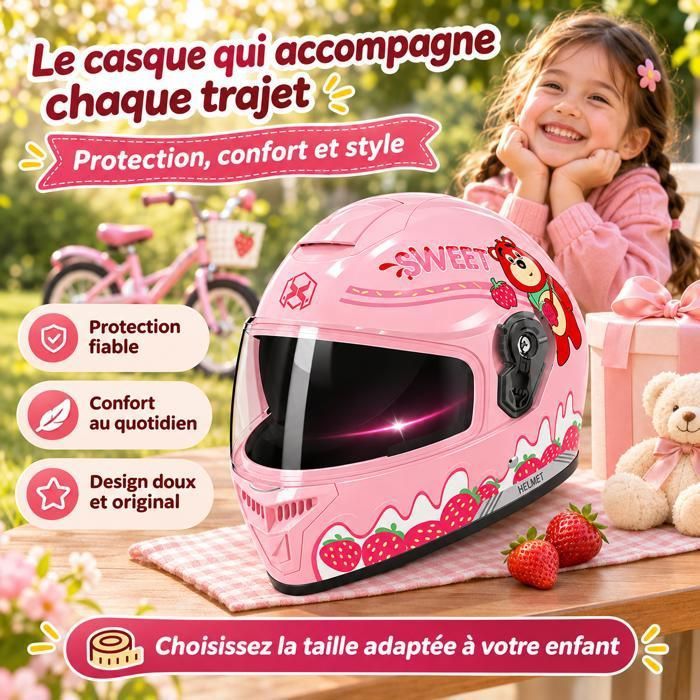 Le casque qui accompagne
chaque trajet
Protection, confort et style
SWEET
Protection
fiable
Confort
au quotidien
Design doux
et original
HELMET
Choisissez la taille adaptée à votre enfant